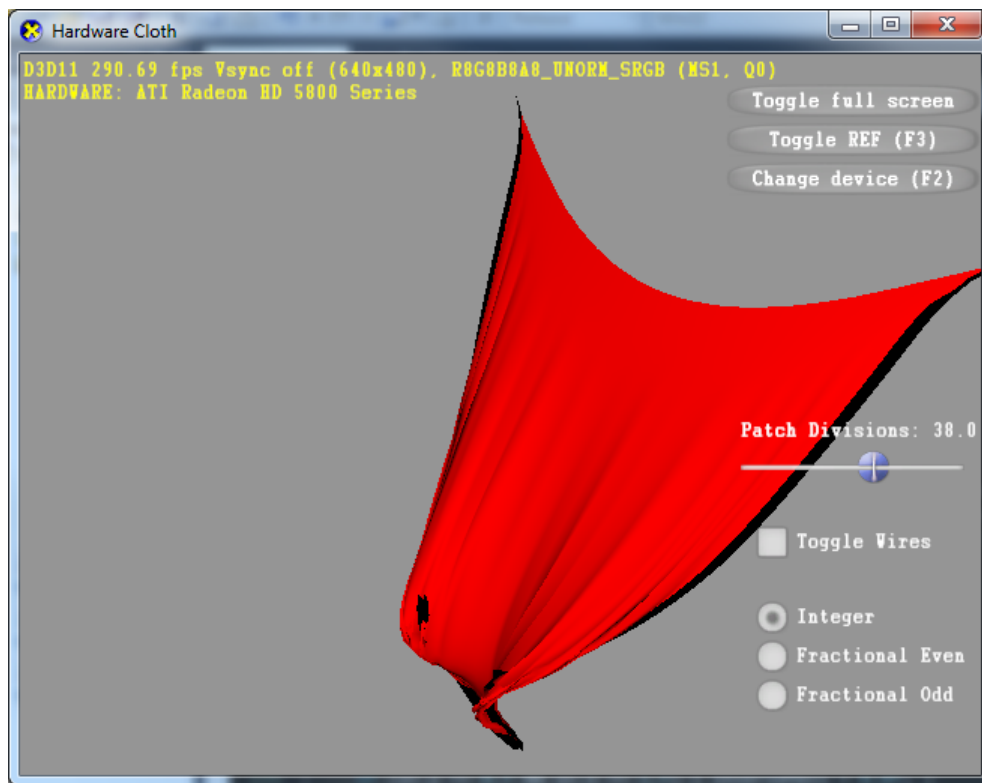 Hardware Cloth
D3D11 290.69 fps Vsync off (640x480), R8G8B8A8_UNORM_SRGB (MS1, Q0)
HARDWARE: ATI Radeon HD 5800 Series
Toggle full screen
Toggle REF (F3)
Change device (F2)
Patch Divisions: 38.0
Toggle Wires
Integer
Fractional Even
Fractional Odd